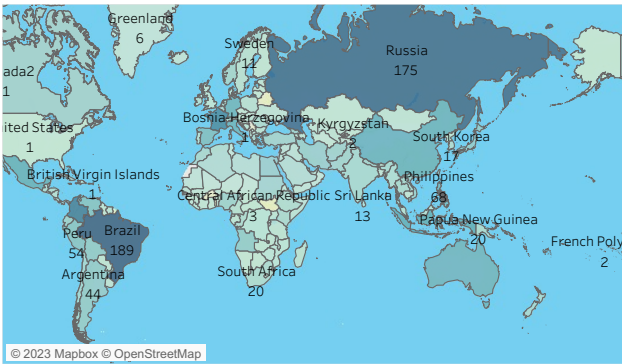 Greenland
6
Sweden
11
Russia
175
ada2
1
ited States
1
Bosnia-Herzegovina
1
Kyrgyzstan
2
South Korea
17
British Virgin Islands
1
Central African Republic
3
Sri Lanka
13
Philippines
68
Papua New Guinea
20
French Poly
2
Peru
54
Brazil
189
Argentina
44
South Africa
20
© 2023 Mapbox © OpenStreetMap